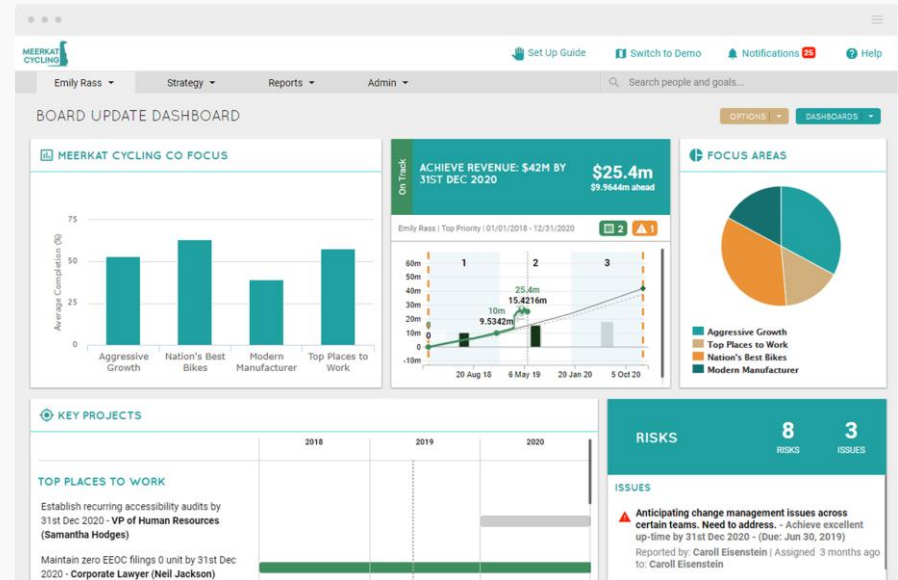 MEERKAT
CYCLING
Set Up Guide
Switch to Demo
Notifications 25
Help
Emily Rass
Strategy
Reports
Admin
Search people and goals...
BOARD UPDATE DASHBOARD
OPTIONS
DASHBOARDS
MEERKAT CYCLING CO FOCUS
75
50
25
0
Average Completion (%)
Aggressive
Growth
Nation's Best
Bikes
Modern
Manufacturer
Top Places to
Work
On Track
ACHIEVE REVENUE: $42M BY
31ST DEC 2020
$25.4m
$9.9644m ahead
Emily Rass | Top Priority | 01/01/2018 - 12/31/2020
2
1
60m
50m
40m
30m
20m
10m
0
-10m
1
2
3
0
0
10m
9.5342m
25.4m
15.4216m
20 Aug 18
6 May 19
20 Jan 20
5 Oct 20
FOCUS AREAS
Aggressive Growth
Top Places to Work
Nation's Best Bikes
Modern Manufacturer
KEY PROJECTS
2018
2019
2020
TOP PLACES TO WORK
Establish recurring accessibility audits by
31st Dec 2020 - VP of Human Resources
(Samantha Hodges)
Maintain zero EEOC filings 0 unit by 31st Dec
2020 - Corporate Lawyer (Neil Jackson)
RISKS
8
RISKS
3
ISSUES
ISSUES
Anticipating change management issues across
certain teams. Need to address. - Achieve excellent
up-time by 31st Dec 2020 - (Due: Jun 30, 2019)
Reported by: Caroll Eisenstein | Assigned 3 months ago
to: Caroll Eisenstein